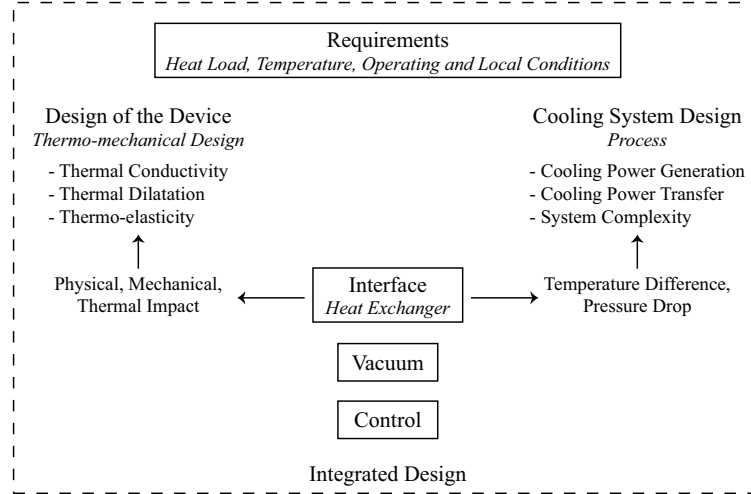 Requirements
Heat Load, Temperature, Operating and Local Conditions
Design of the Device
Thermo-mechanical Design
- Thermal Conductivity
- Thermal Dilatation
- Thermo-elasticity
Physical, Mechanical,
Thermal Impact
Cooling System Design
Process
- Cooling Power Generation
- Cooling Power Transfer
- System Complexity
Temperature Difference,
Pressure Drop
Interface
Heat Exchanger
Vacuum
Control
Integrated Design